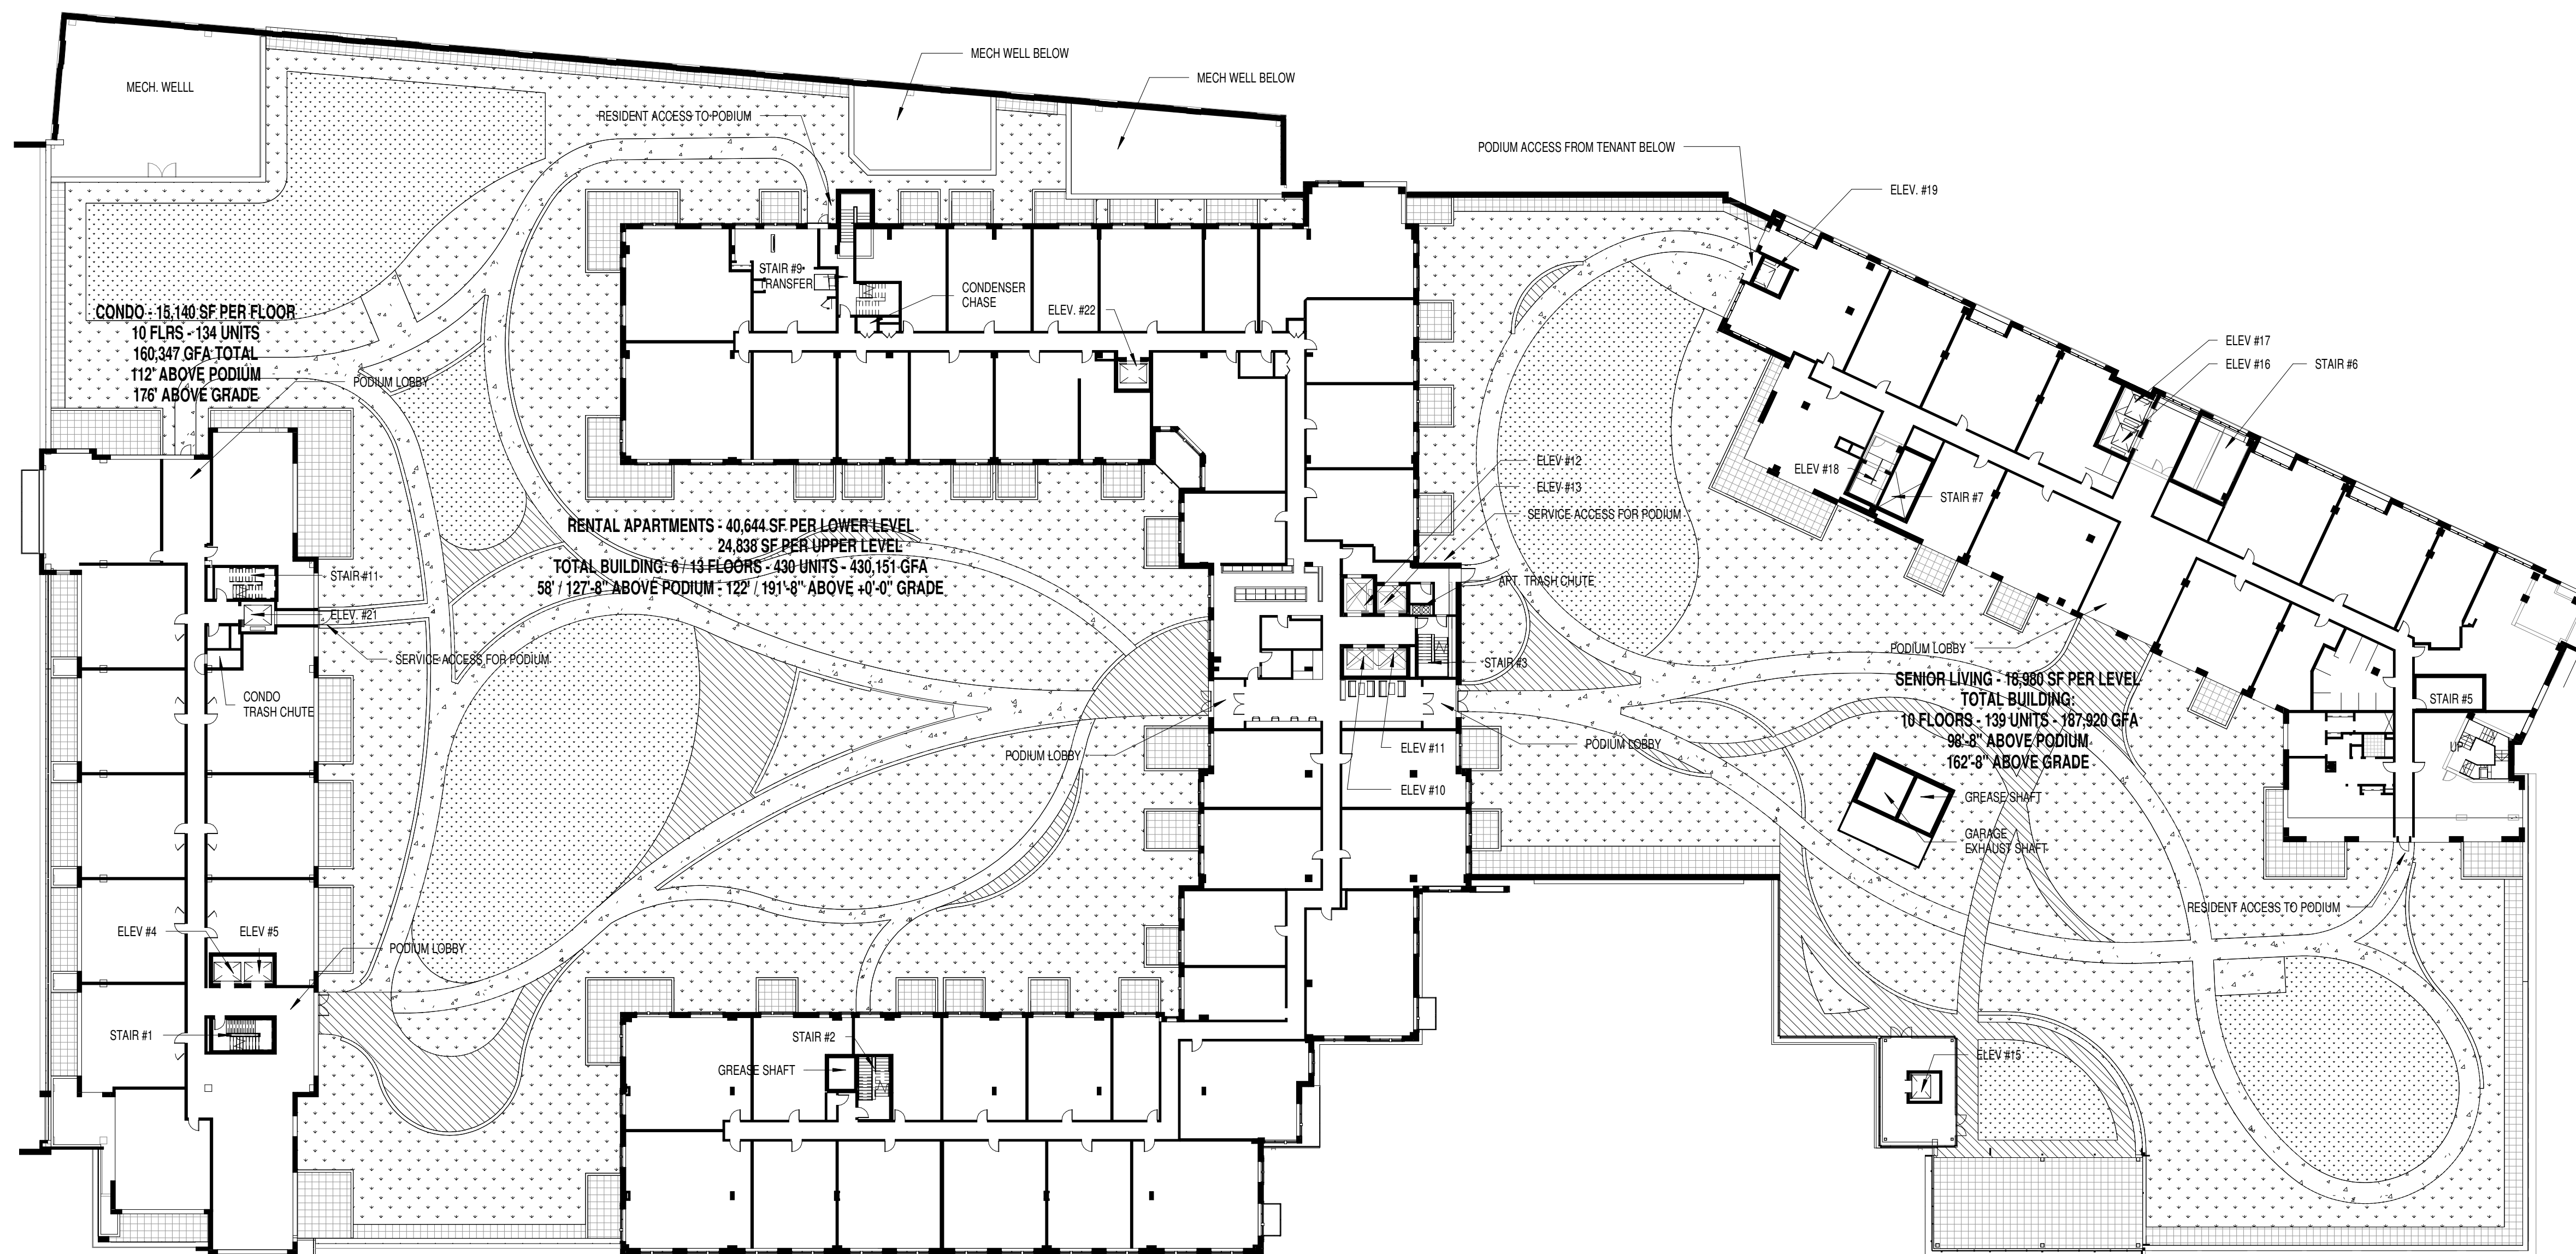 MECH WELL BELOW
MECH WELL BELOW
MECH. WELLL
RESIDENT ACCESS TO PODIUM
PODIUM ACCESS FROM TENANT BELOW
ELEV. #19
STAIR #9
TRANSFER
CONDENSER
CHASE
ELEV. #22
CONDO - 15,140 SF PER FLOOR
10 FLRS - 134 UNITS
160,347 GFA TOTAL
112' ABOVE PODIUM
176' ABOVE GRADE
PODIUM LOBBY
ELEV #17
ELEV #16
STAIR #6
ELEV #12
ELEV #13
SERVICE ACCESS FOR PODIUM
ELEV #18
STAIR #7
RENTAL APARTMENTS - 40,644 SF PER LOWER LEVEL
24,838 SF PER UPPER LEVEL
TOTAL BUILDING: 6 / 13 FLOORS - 430 UNITS - 430,151 GFA
58' / 127'-8" ABOVE PODIUM - 122' / 191'-8" ABOVE +0'-0" GRADE
STAIR #11
ELEV. #21
SERVICE ACCESS FOR PODIUM
CONDO
TRASH CHUTE
APT. TRASH CHUTE
STAIR #3
PODIUM LOBBY
SENIOR LIVING - 18,980 SF PER LEVEL
TOTAL BUILDING:
10 FLOORS - 139 UNITS - 187,920 GFA
98'-8" ABOVE PODIUM
162'-8" ABOVE GRADE
STAIR #5
UP
PODIUM LOBBY
ELEV #11
ELEV #10
PODIUM LOBBY
GREASE SHAFT
GARAGE
EXHAUST SHAFT
RESIDENT ACCESS TO PODIUM
ELEV #4
ELEV #5
PODIUM LOBBY
STAIR #1
STAIR #2
GREASE SHAFT
ELEV #15